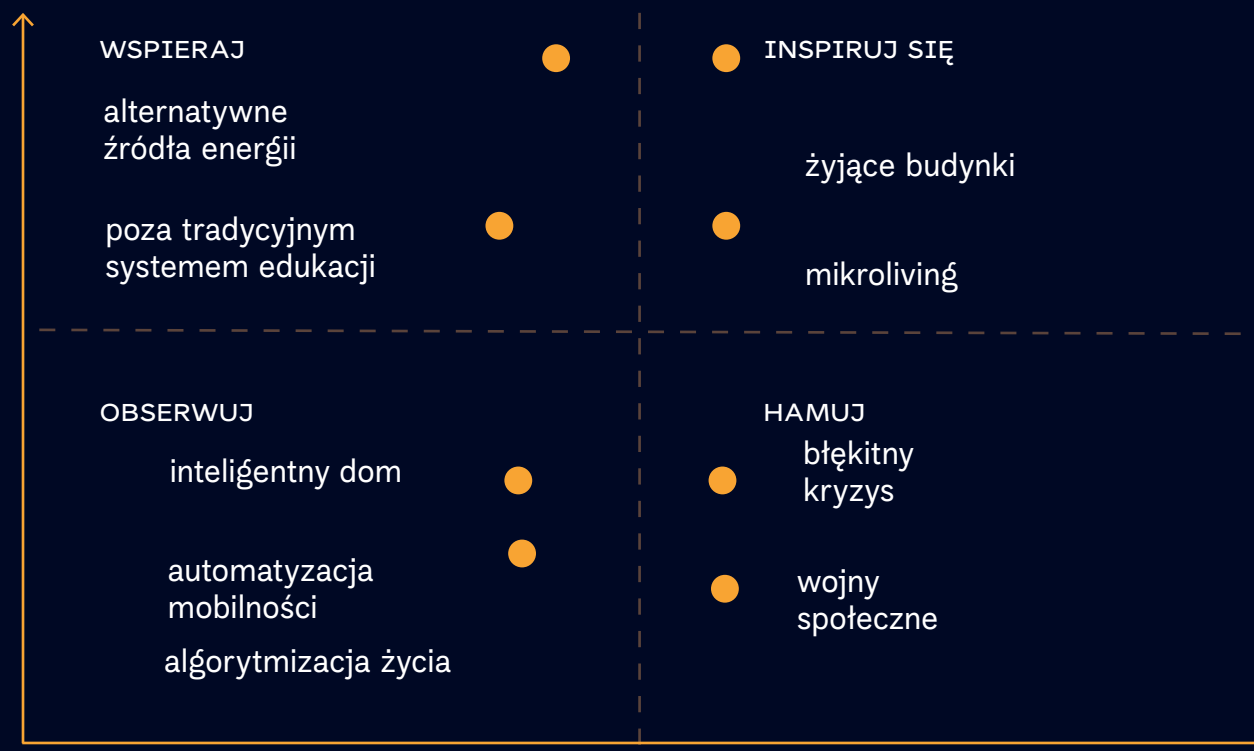 WSPIERAJ
alternatywne
źródła energii
poza tradycyjnym
systemem edukacji
INSPIRUJ SIĘ
żyjące budynki
mikroliving
OBSERWUJ
inteligentny dom
automatyzacja
mobilności
algorytmizacja życia
HAMUJ
błękitny
kryzys
wojny
społeczne